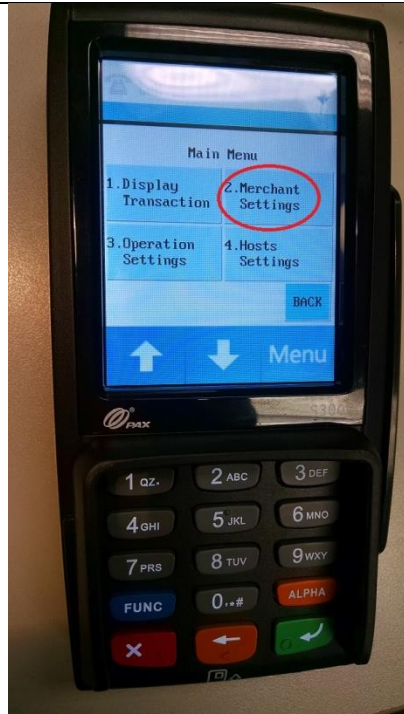 Main Menu
1.Display
Transaction
2.Merchant
Settings
3.Operation
Settings
4.Hosts
Settings
BACK
Menu
PAX
S300
1 QZ.
2 ABC
3 DEF
4 GHI
5 JKL
6 MNO
7 PRS
8 TUV
9 WXY
FUNC
0,*#
ALPHA